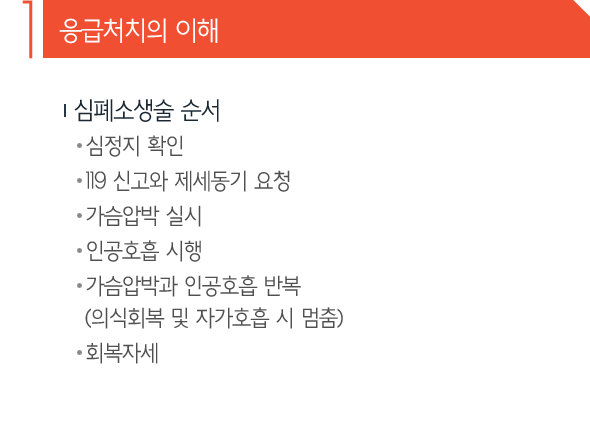 1 응급처치의 이해
심폐소생술 순서
• 심정지 확인
• 119 신고와 제세동기 요청
• 가슴압박 실시
• 인공호흡 시행
• 가슴압박과 인공호흡 반복
(의식회복 및 자가호흡 시 멈춤)
• 회복자세